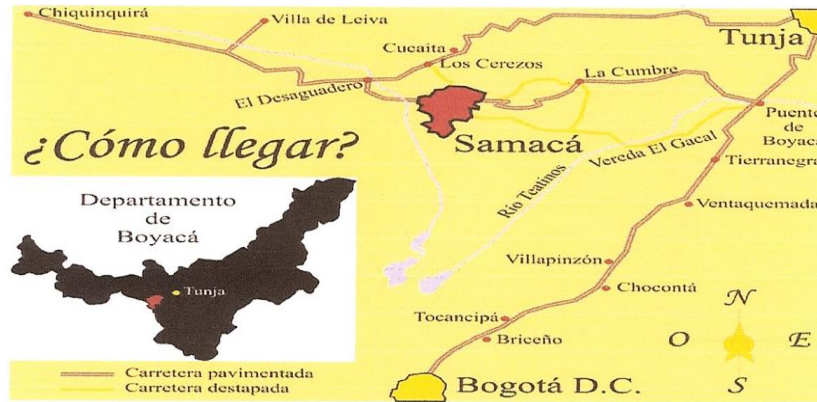 Chiquinquirá
Villa de Leiva
Tunja
Cucaita
Los Cerezos
La Cumbre
El Desaguadero
Puente
de
Boyacá
¿Cómo llegar?
Samacá
Vereda El Gacal
Tierranegra
Río Teatinos
Departamento
de
Boyacá
Ventaquemada
Tunja
Villapinzón
Chocontá
N
Tocancipá
O
E
Briceño
Carretera pavimentada
Carretera destapada
Bogotá D.C.
S